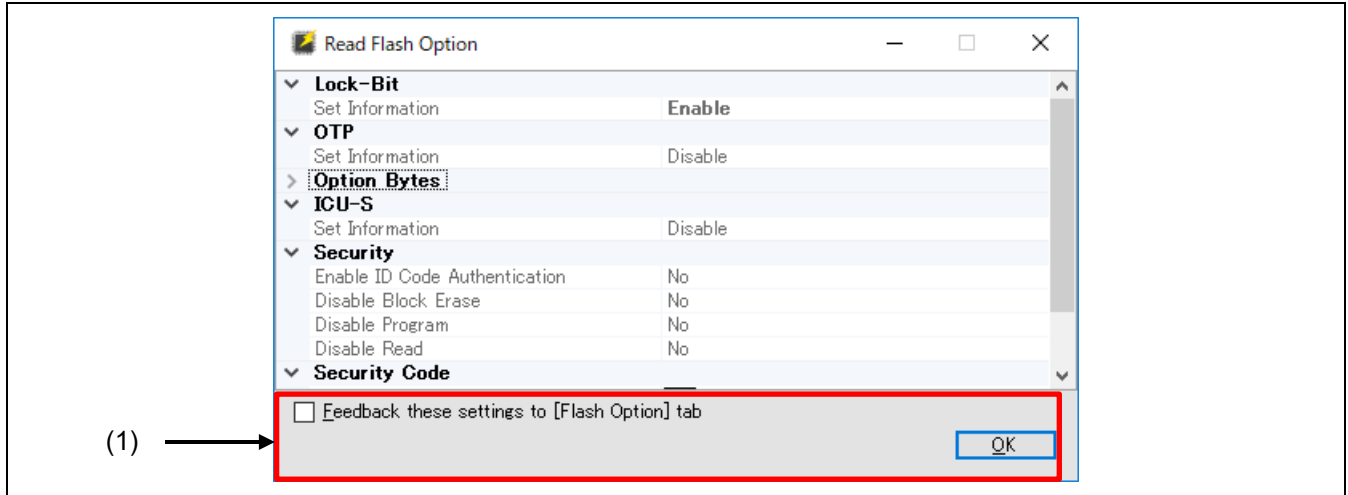 Read Flash Option
Lock-Bit
Set Information Enable
OTP
Set Information Disable
Option Bytes
ICU-S
Set Information Disable
Security
Enable ID Code Authentication No
Disable Block Erase No
Disable Program No
Disable Read No
Security Code
Feedback these settings to [Flash Option] tab
(1)
OK